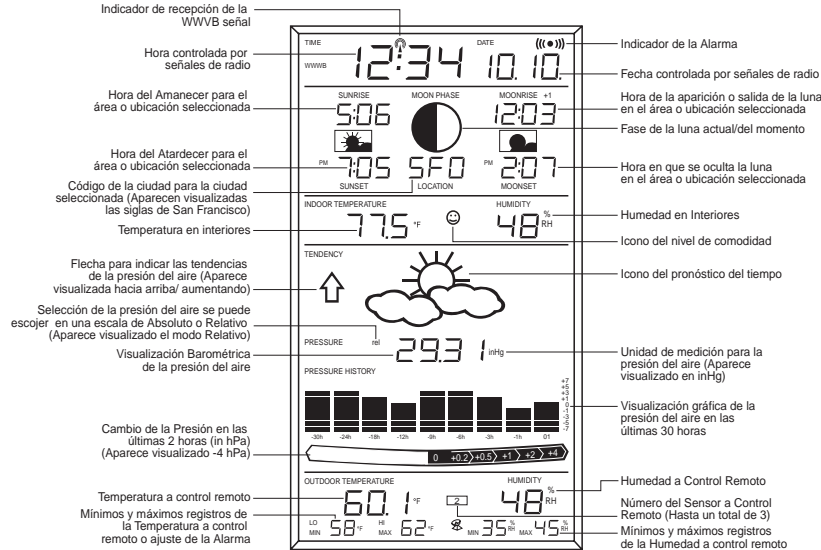 Indicador de recepción de la
WWVB señal
Hora controlada por
señales de radio
Hora del Amanecer para el
área o ubicación seleccionada
Hora del Atardecer para el
área o ubicación seleccionada
Código de la ciudad para la ciudad
seleccionada (Aparecen visualizadas
las siglas de San Francisco)
Temperatura en interiores
Flecha para indicar las tendencias
de la presión del aire (Aparece
visualizada hacia arriba/ aumentando)
Selección de la presión del aire se puede
escojer en una escala de Absoluto o Relativo
(Aparece visualizado el modo Relativo)
Visualización Barométrica
de la presión del aire
Cambio de la Presión en las
últimas 2 horas (in hPa)
(Aparece visualizado -4 hPa)
Temperatura a control remoto
Mínimos y máximos registros de
la Temperatura a control
remoto o ajuste de la Alarma
TIME DATE
WWWB 12:34 10. 10.
SUNRISE MOON PHASE MOONRISE +1
5:06 12:03
PM 7:05 SFO PM 2:07
SUNSET LOCATION MOONSET
INDOOR TEMPERATURE HUMIDITY
77.5 °F 48 % RH
TENDENCY
PRESSURE rel 29.31 inHg
PRESSURE HISTORY
+7
+5
+3
+1
0
-1
-3
-5
-7
-30h -24h -18h -12h -9h -6h -3h -1h 01
0 +0.2 +0.5 +1 +2 +4
OUTDOOR TEMPERATURE HUMIDITY
60.1 °F 2 48 % RH
LO MIN 58 °F HI MAX 62 °F MIN 35 % RH MAX 45 % RH
Indicador de la Alarma
Fecha controlada por señales de radio
Hora de la aparición o salida de la luna
en el área o ubicación seleccionada
Fase de la luna actual/del momento
Hora en que se oculta la luna
en el área o ubicación seleccionada
Humedad en Interiores
Icono del nivel de comodidad
Icono del pronóstico del tiempo
Unidad de medición para la
presión del aire (Aparece
visualizado en inHg)
Visualización gráfica de la
presión del aire en las
últimas 30 horas
Humedad a Control Remoto
Número del Sensor a Control
Remoto (Hasta un total de 3)
Mínimos y máximos registros
de la Humedad a control remoto